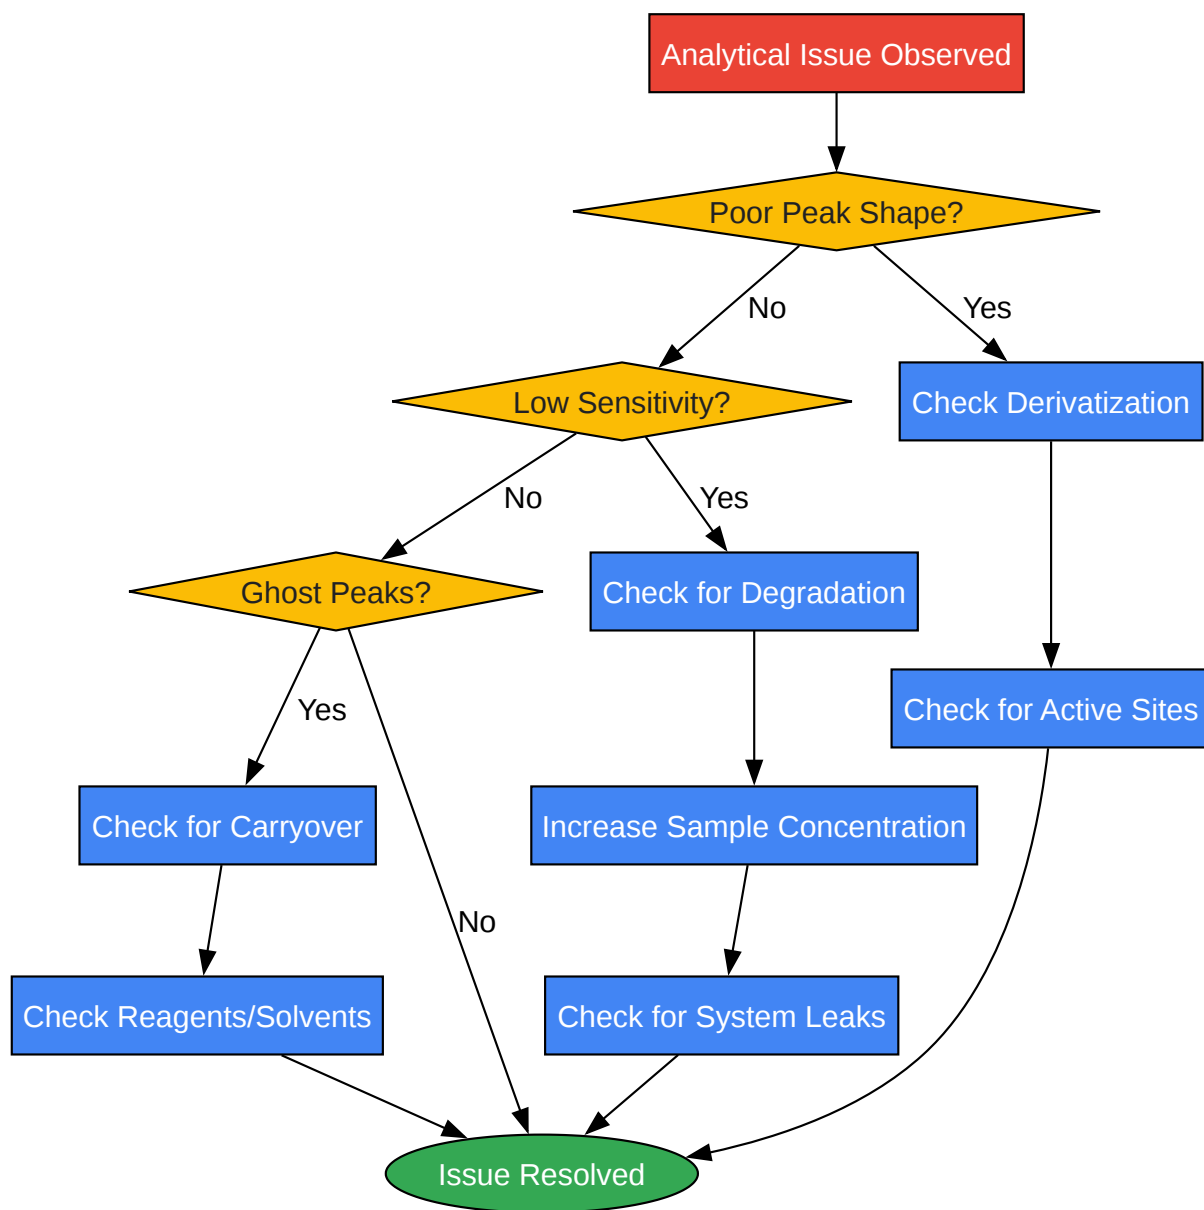 Analytical Issue Observed
Poor Peak Shape?
No
Yes
Low Sensitivity?
Check Derivatization
No
Yes
Ghost Peaks?
Check for Degradation
Yes
Check for Active Sites
Check for Carryover
Increase Sample Concentration
No
Check Reagents/Solvents
Check for System Leaks
Issue Resolved